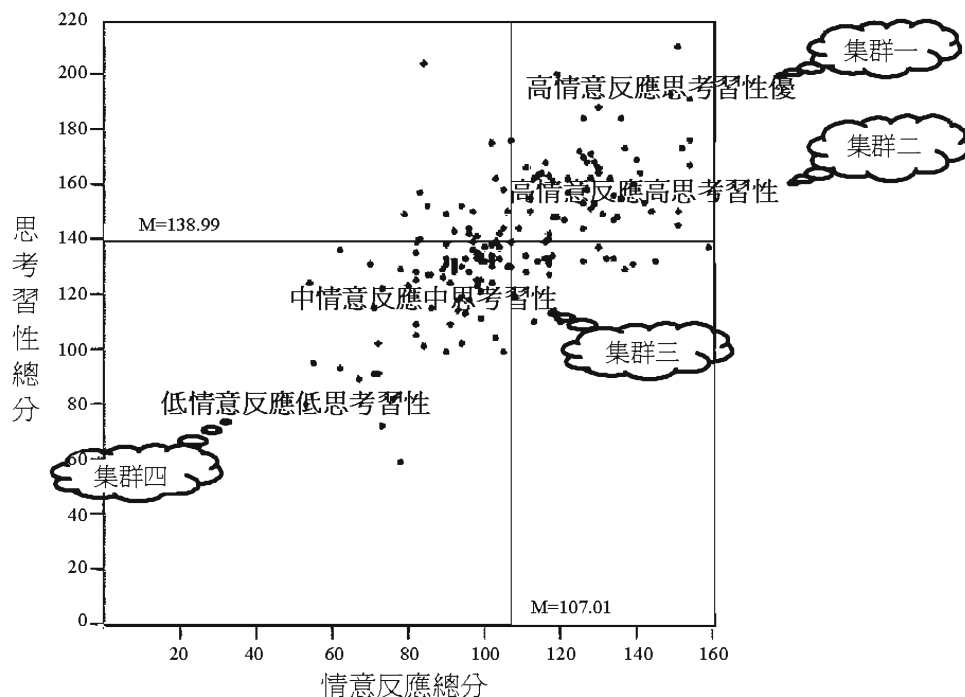 220
集群一
200
高情意反應思考習性優
180
集群二
160
高情意反應高思考習性
M=138.99
140
120
中情意反應中思考習性
集群三
100
80
低情意反應低思考習性
60
集群四
40
20
M=107.01
0
20 40 60 80 100 120 140 160
思考習性總分
情意反應總分